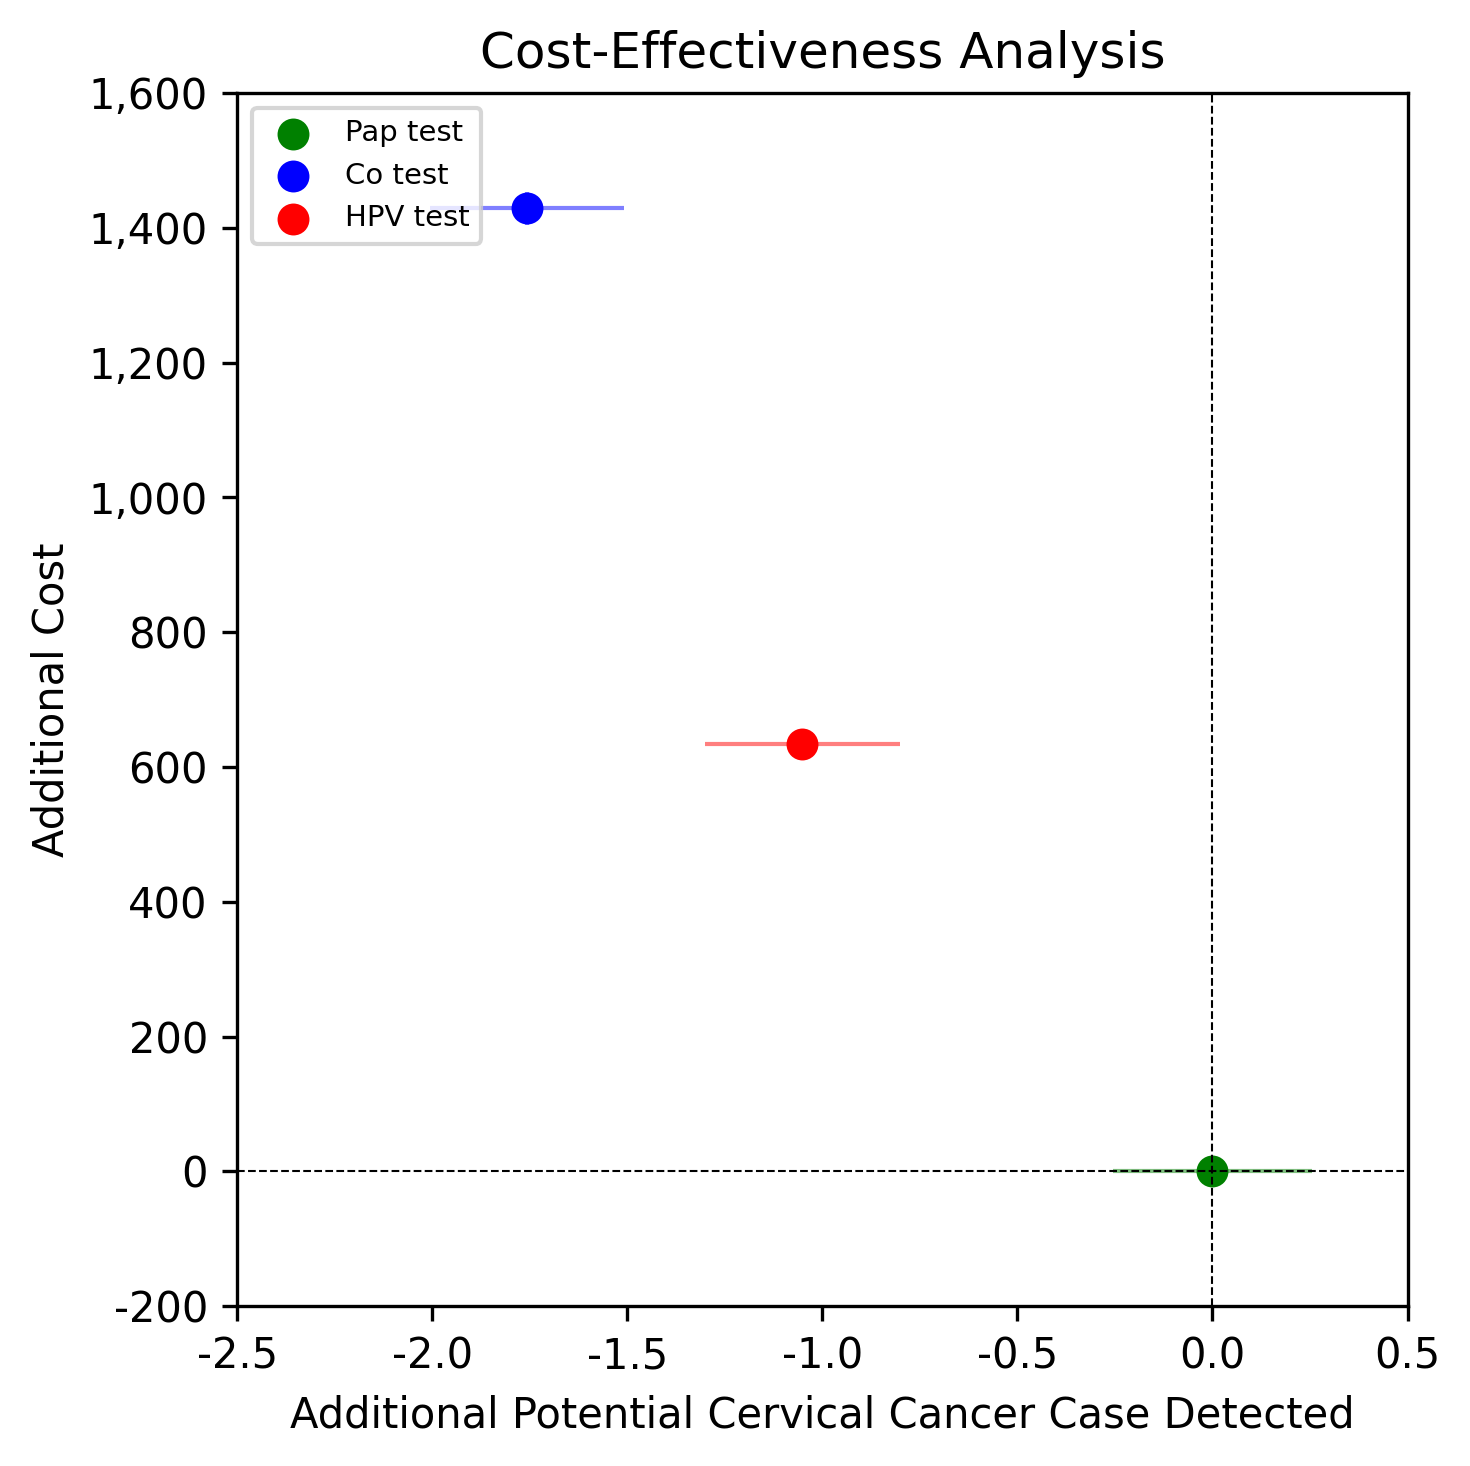 Cost-Effectiveness Analysis
Pap test
Co test
HPV test
1,600
1,400
1,200
1,000
800
600
400
200
0
-200
Additional Cost
-2.5 -2.0 -1.5 -1.0 -0.5 0.0 0.5
Additional Potential Cervical Cancer Case Detected